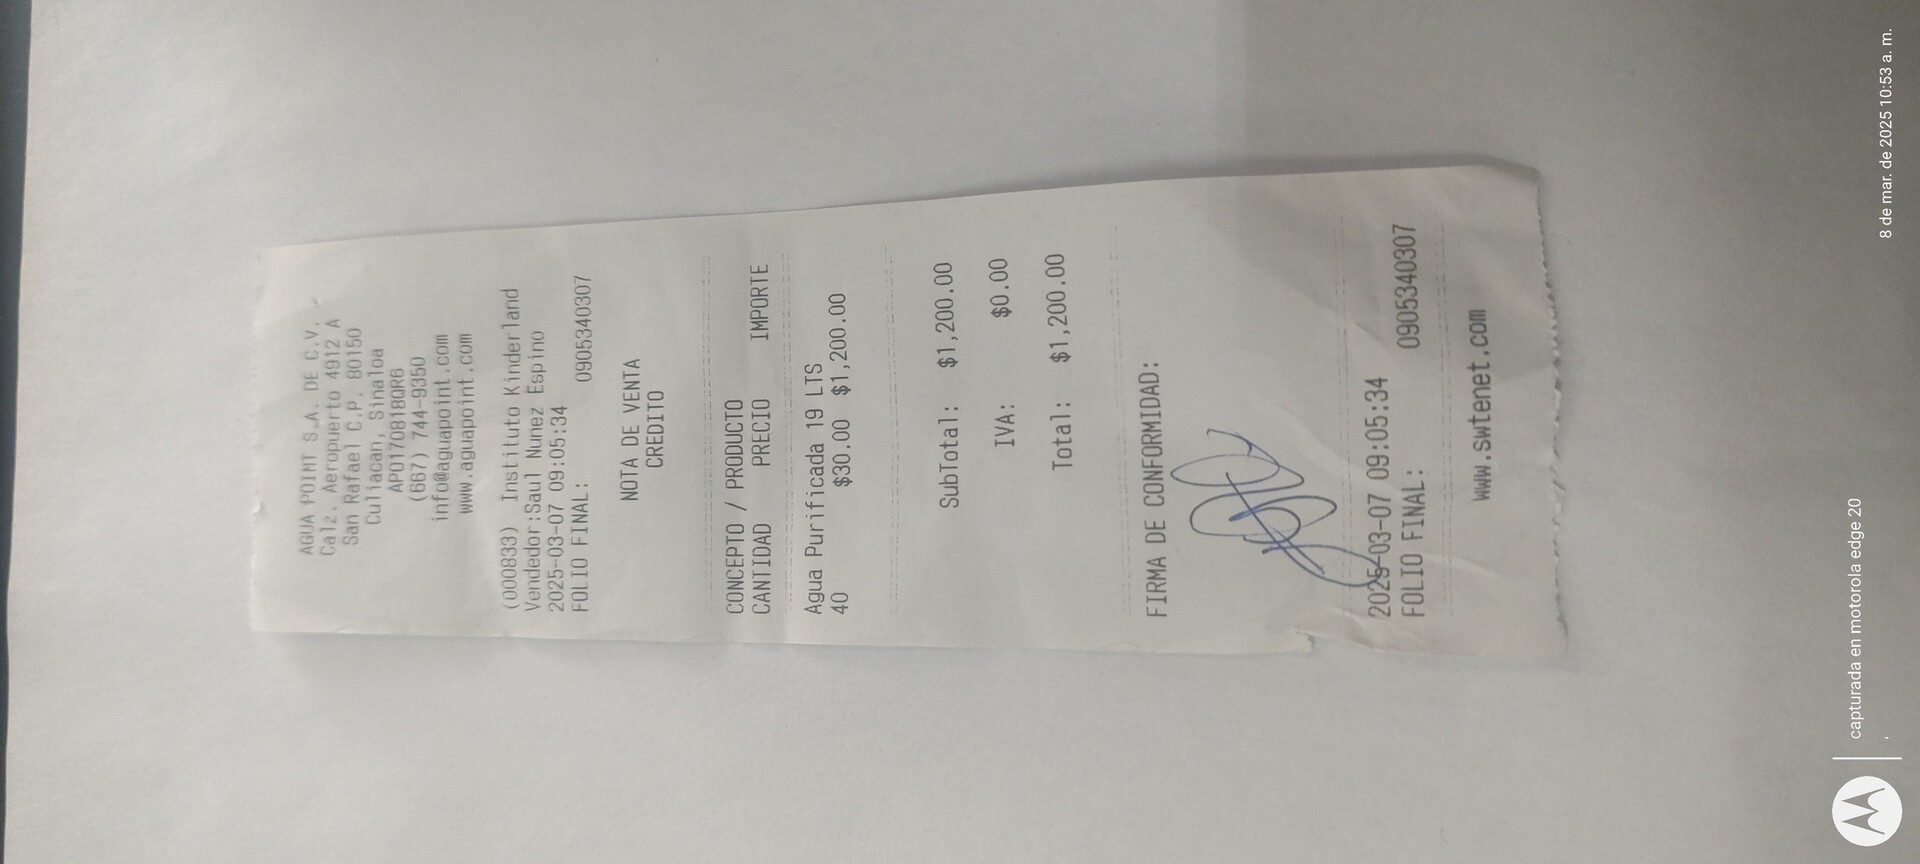 AGUA POINT S.A. DE C.V.
Calz. Aeropuerto 4912 A
San Rafael C.P. 80150
Culiacan, Sinaloa
APO170818QR6
(667) 744-9350
info@aguapoint.com
www.aguapoint.com
(000833) Instituto Kinderland
Vendedor:Saul Nunez Espino
2025-03-07 09:05:34
FOLIO FINAL: 0905340307
NOTA DE VENTA
CREDITO
CONCEPTO / PRODUCTO
CANTIDAD PRECIO IMPORTE
Agua Purificada 19 LTS
40 $30.00 $1,200.00
SubTotal: $1,200.00
IVA: $0.00
Total: $1,200.00
FIRMA DE CONFORMIDAD:
2025-03-07 09:05:34
FOLIO FINAL: 0905340307
www.swtenet.com
capturada en motorola edge 20
8 de mar. de 2025 10:53 a. m.